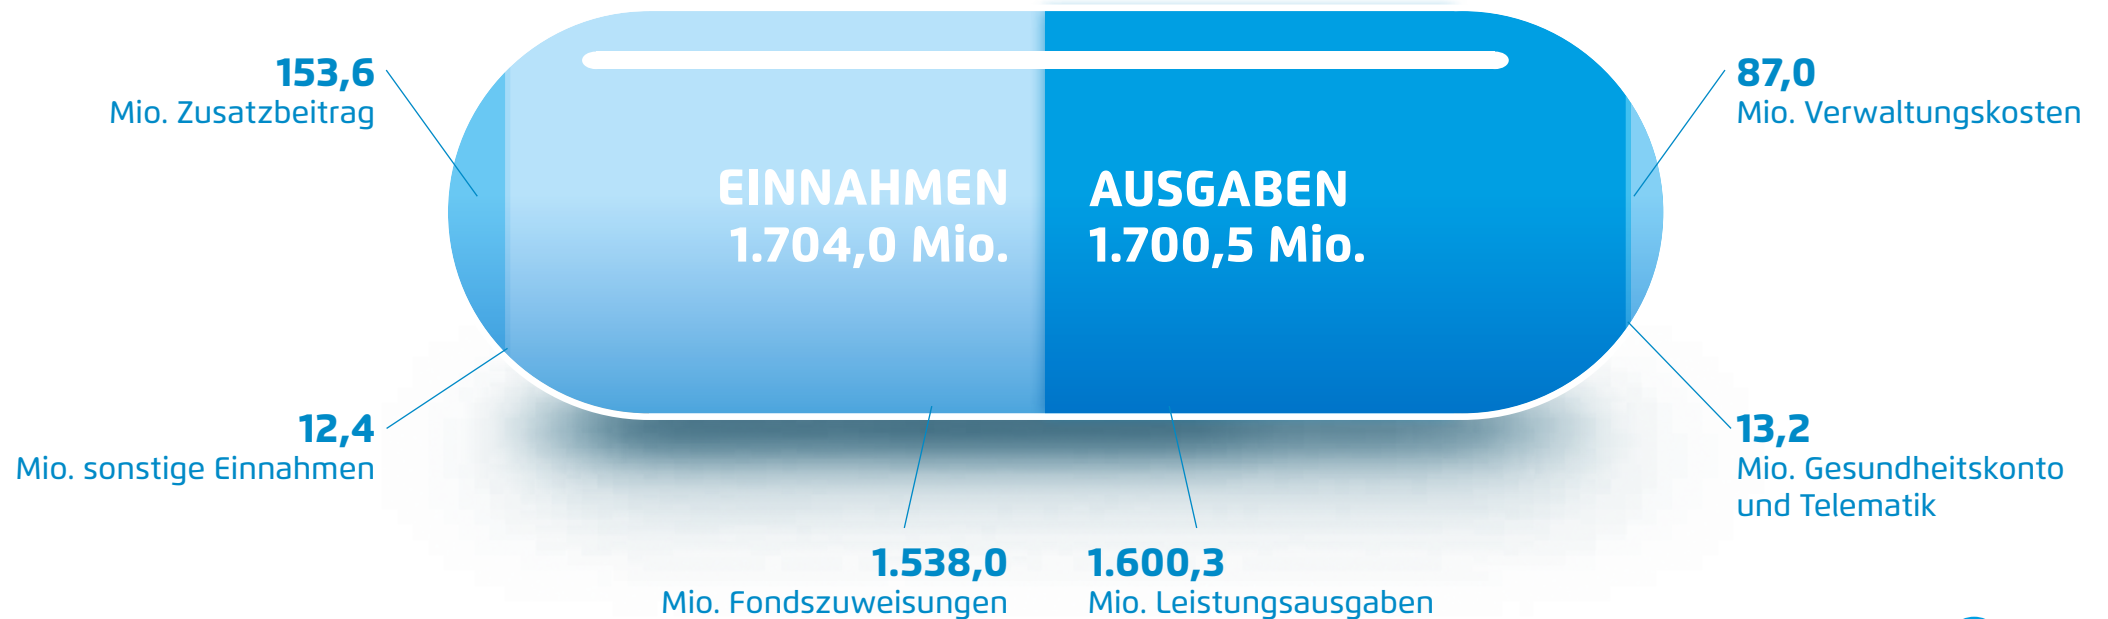 153,6
Mio. Zusatzbeitrag
87,0
Mio. Verwaltungskosten
EINNAHMEN
1.704,0 Mio.
AUSGABEN
1.700,5 Mio.
12,4
Mio. sonstige Einnahmen
13,2
Mio. Gesundheitskonto
und Telematik
1.538,0
Mio. Fondszuweisungen
1.600,3
Mio. Leistungsausgaben